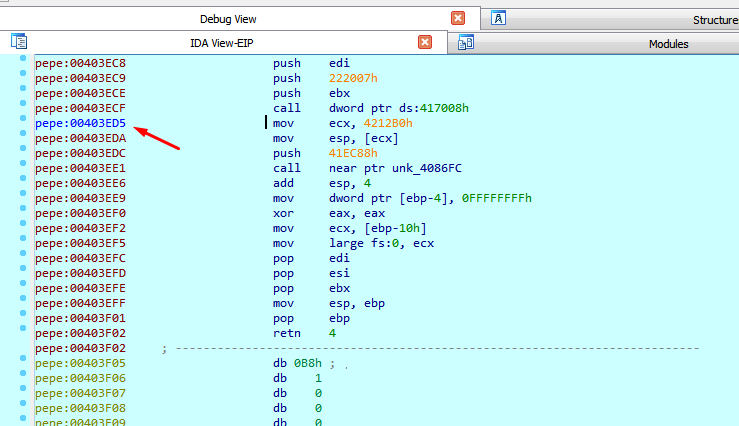 Debug View
Structure
IDA View-EIP
Modules
pepe:00403EC8 push edi
pepe:00403EC9 push 222007h
pepe:00403ECE push ebx
pepe:00403ECF call dword ptr ds:417008h
pepe:00403ED5 mov ecx, 4212B0h
pepe:00403EDA mov esp, [ecx]
pepe:00403EDC push 41EC88h
pepe:00403EE1 call near ptr unk_4086FC
pepe:00403EE6 add esp, 4
pepe:00403EE9 mov dword ptr [ebp-4], 0FFFFFFFFh
pepe:00403EF0 xor eax, eax
pepe:00403EF2 mov ecx, [ebp-10h]
pepe:00403EF5 mov large fs:0, ecx
pepe:00403EFC pop edi
pepe:00403EFD pop esi
pepe:00403EFE pop ebx
pepe:00403EFF mov esp, ebp
pepe:00403F01 pop ebp
pepe:00403F02 retn 4
pepe:00403F02 ; ---------------------------------------------------------------------------
pepe:00403F05 db 0B8h ; .
pepe:00403F06 db 1
pepe:00403F07 db 0
pepe:00403F08 db 0
pepe:00403F09 db 0